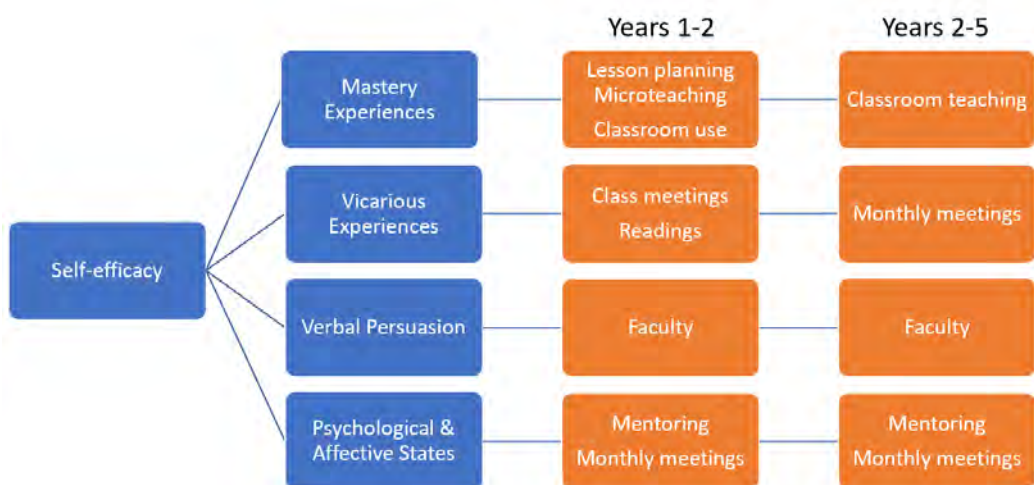 Years 1-2
Years 2-5
Self-efficacy
Mastery
Experiences
Lesson planning
Microteaching
Classroom use
Classroom teaching
Vicarious
Experiences
Class meetings
Readings
Monthly meetings
Verbal Persuasion
Faculty
Faculty
Psychological &
Affective States
Mentoring
Monthly meetings
Mentoring
Monthly meetings